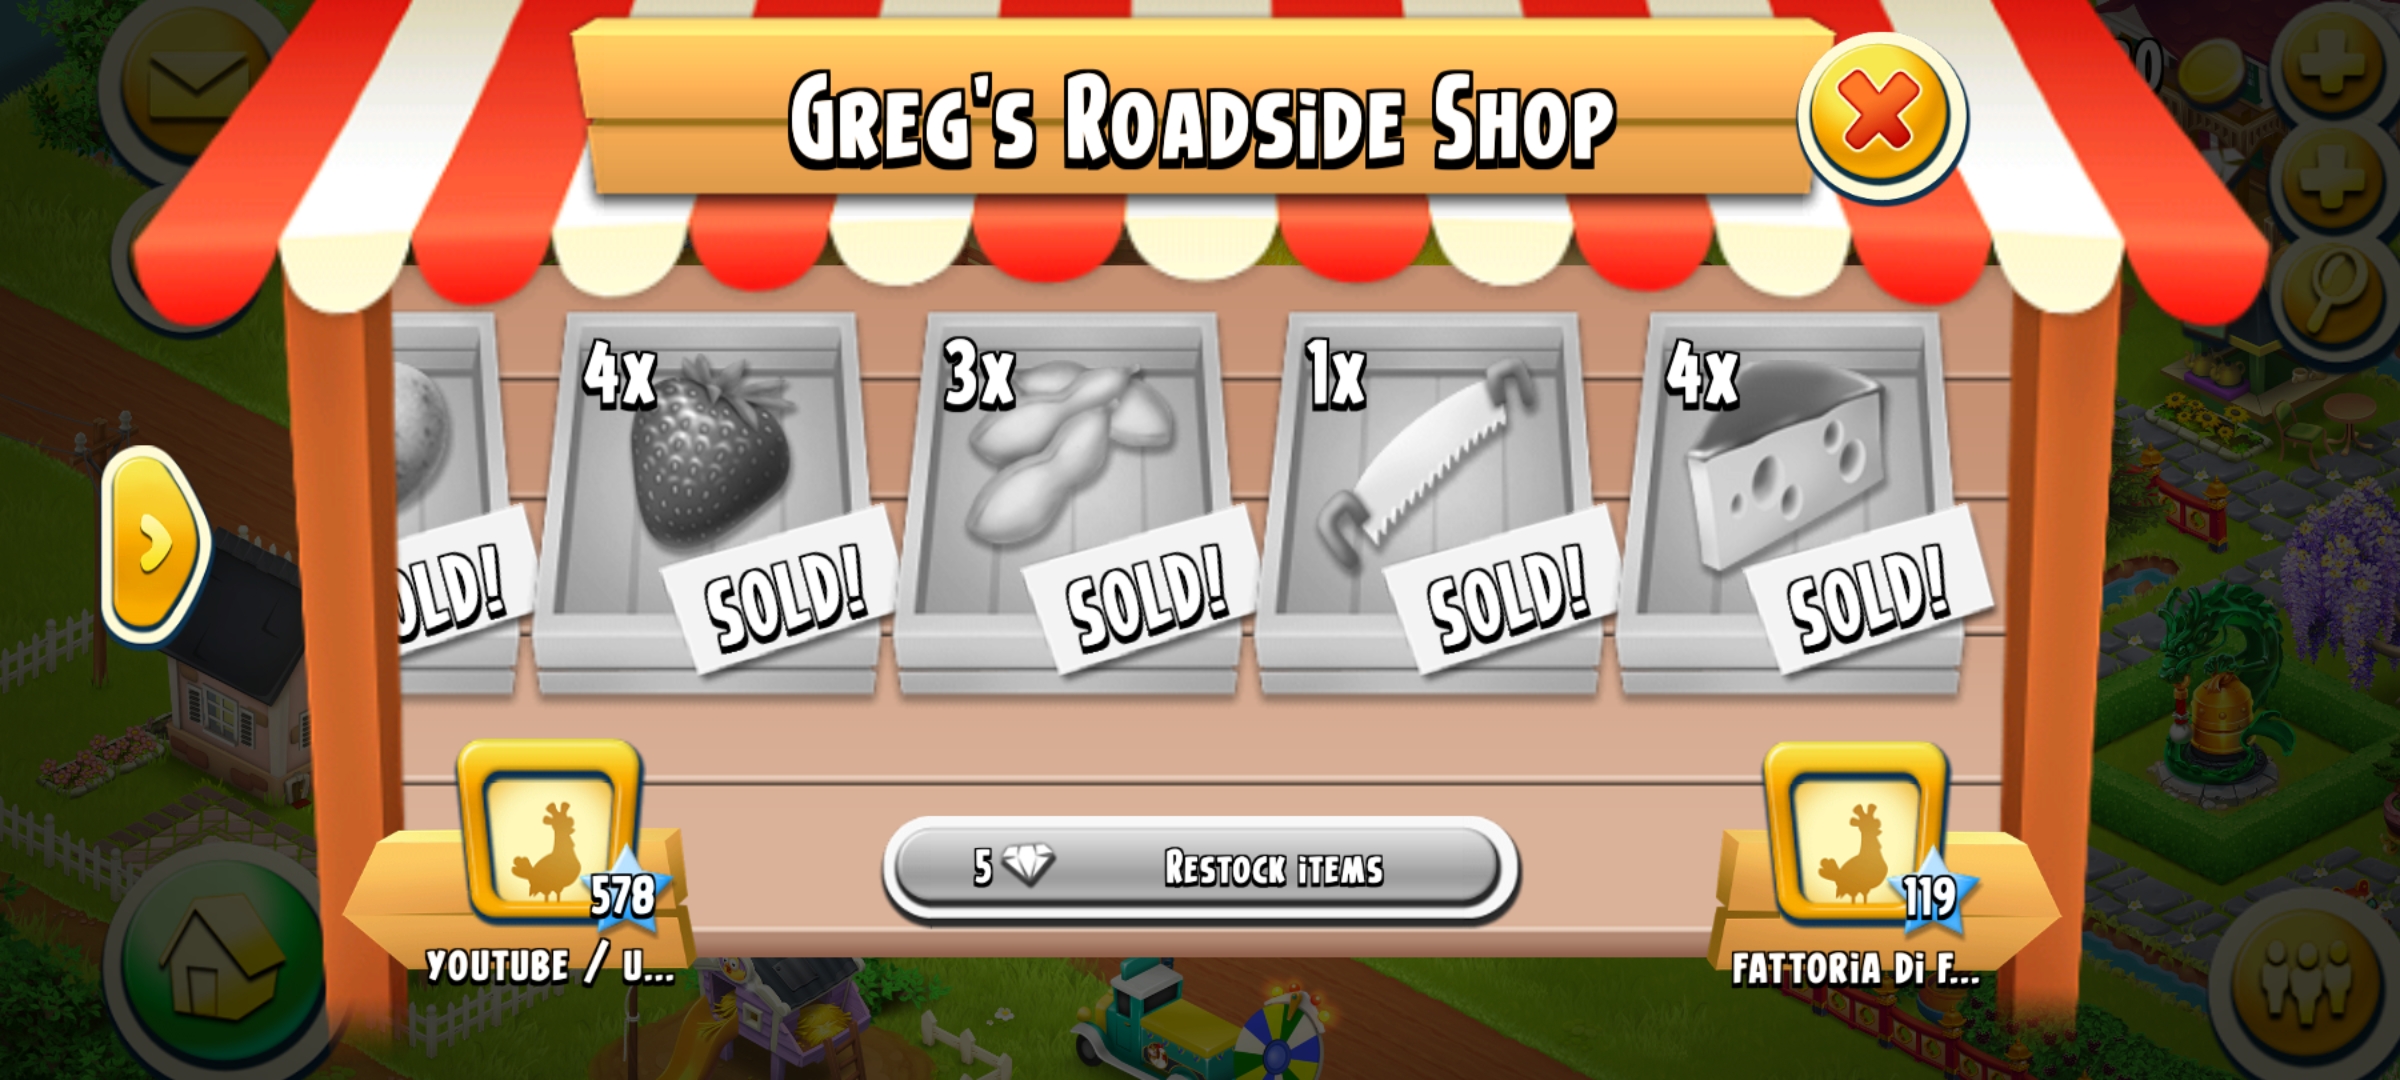 GREG'S ROADSIDE SHOP
4X
3X
1X
4X
OLD!
SOLD!
SOLD!
SOLD!
SOLD!
5 RESTOCK ITEMS
578
119
YOUTUBE / U...
FATTORIA DI F...